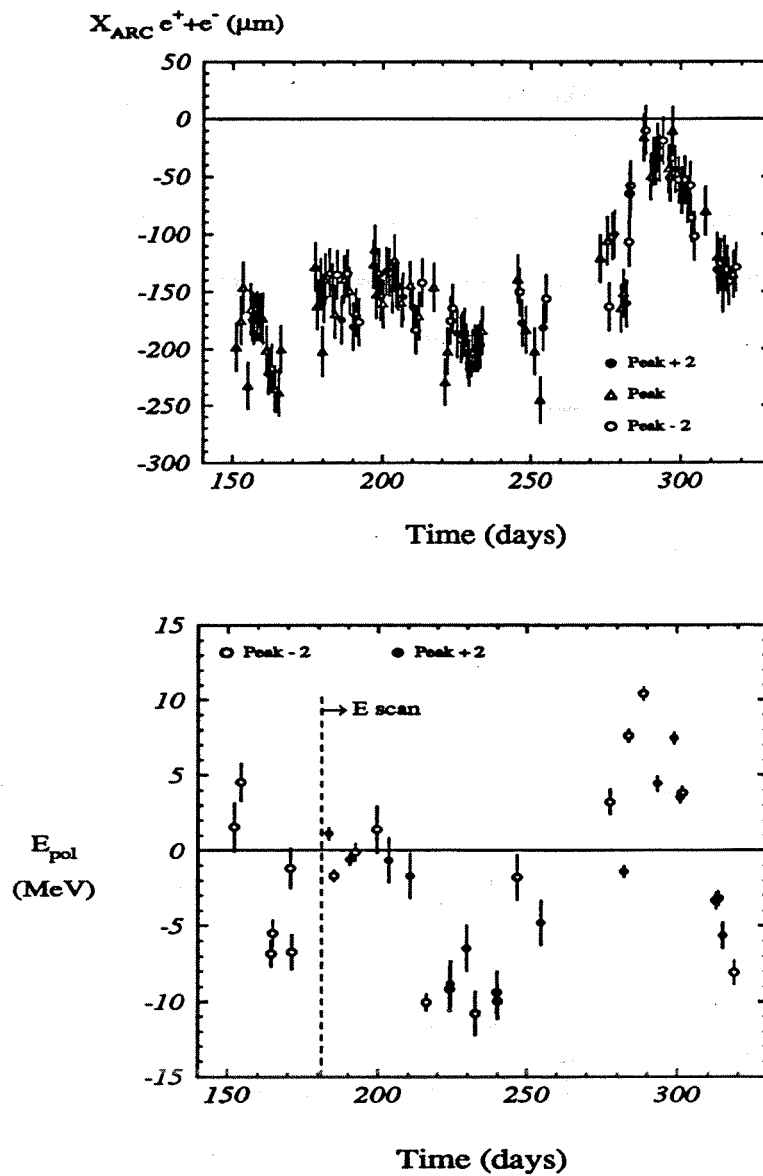 X_ARC e⁺+e⁻ (μm)
50
0
-50
-100
-150
-200
-250
-300
Peak + 2
Peak
Peak - 2
150 200 250 300
Time (days)
15
10
5
0
-5
-10
-15
Peak - 2 Peak + 2
E scan
E_pol
(MeV)
150 200 250 300
Time (days)